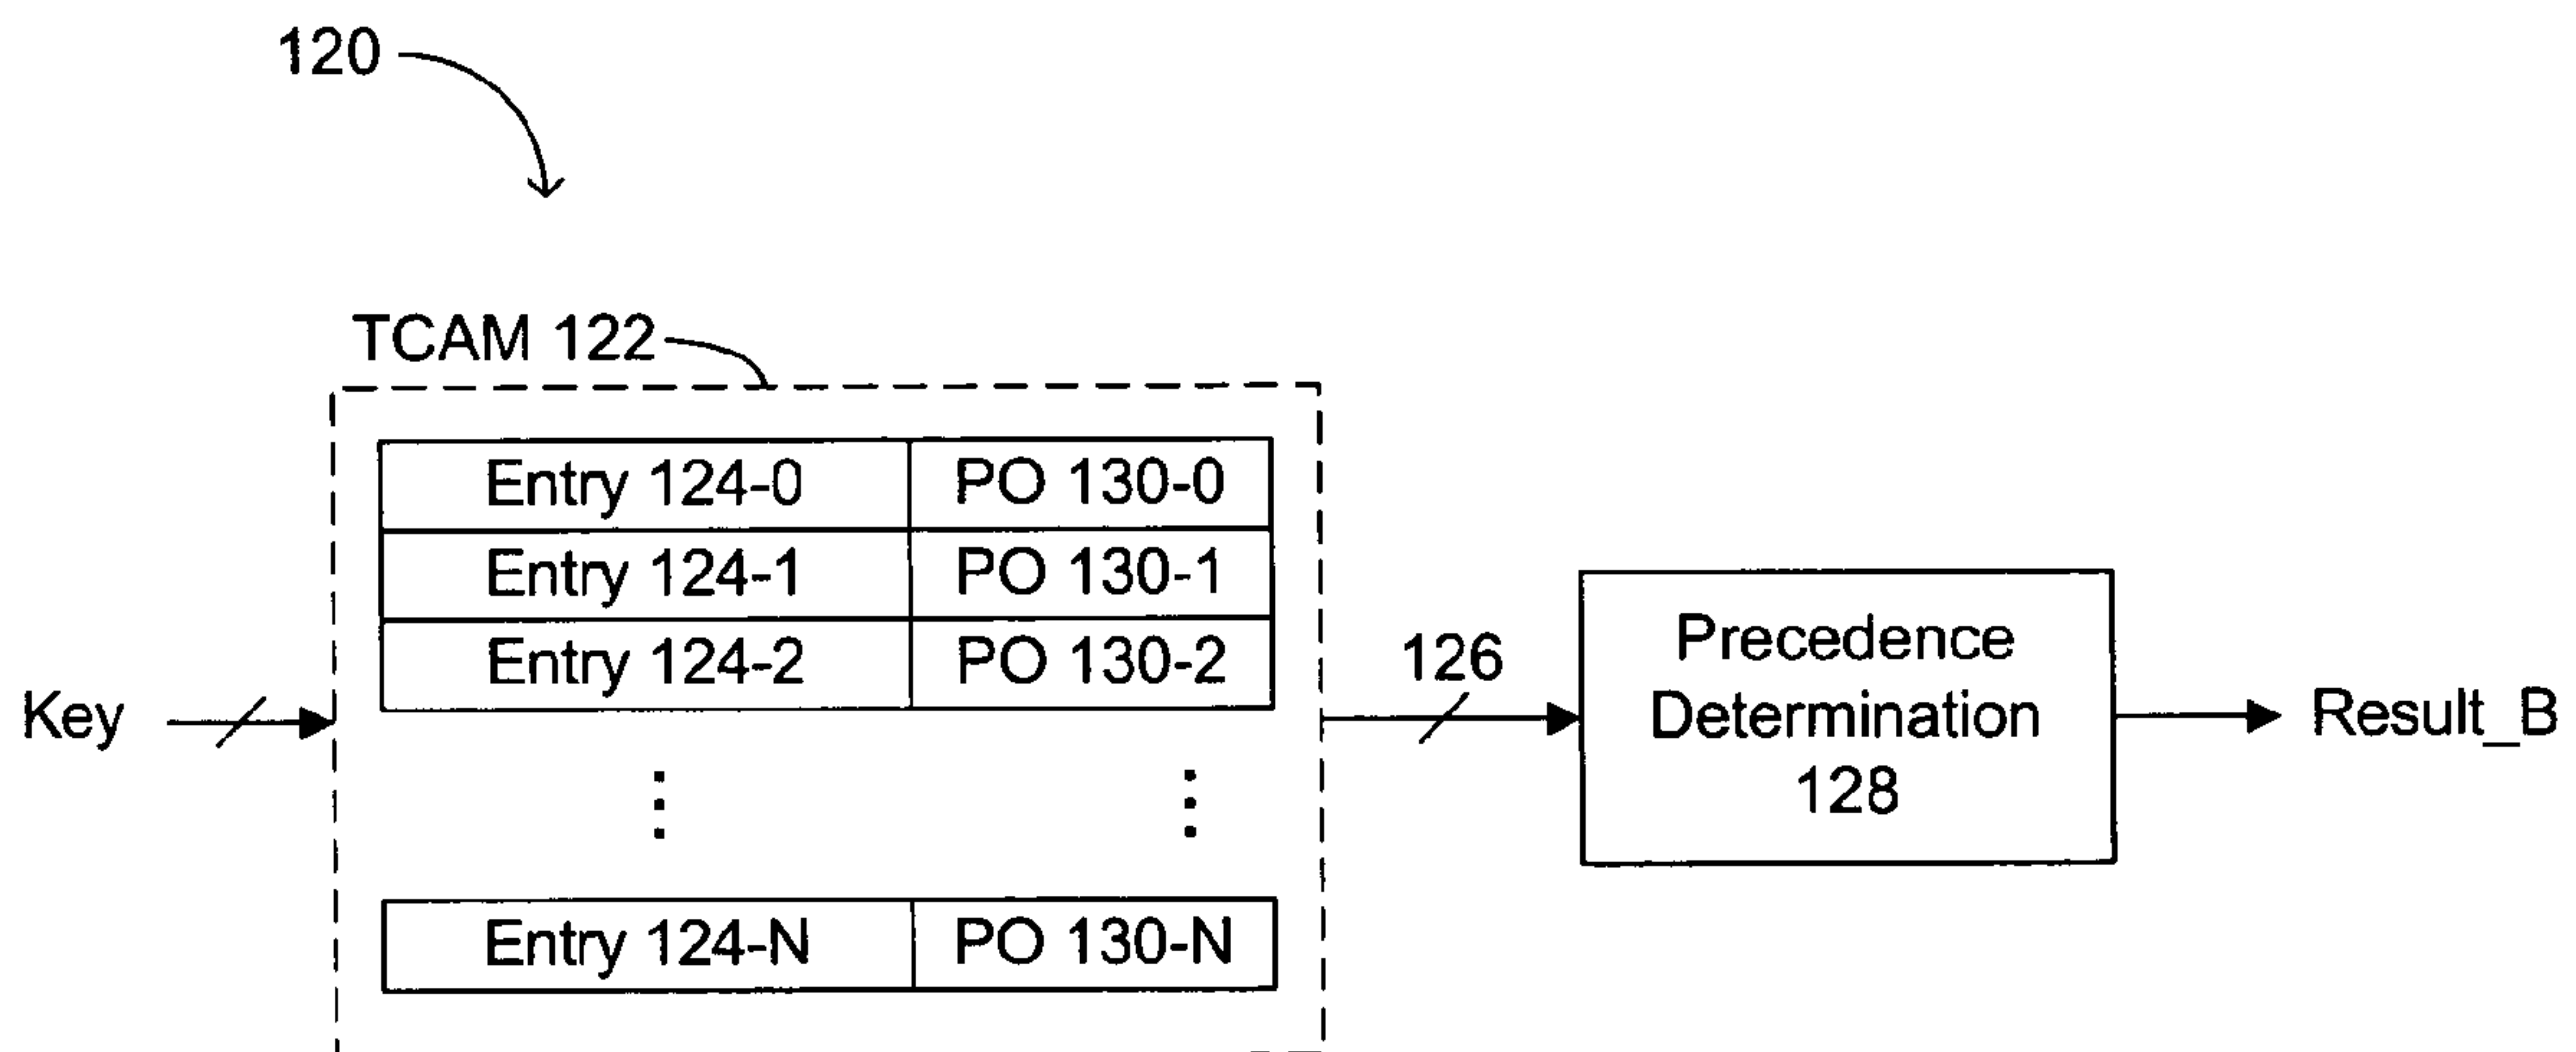 120
TCAM 122
Entry 124-0 PO 130-0
Entry 124-1 PO 130-1
Entry 124-2 PO 130-2
Entry 124-N PO 130-N
Key
126
Precedence
Determination
128
Result_B